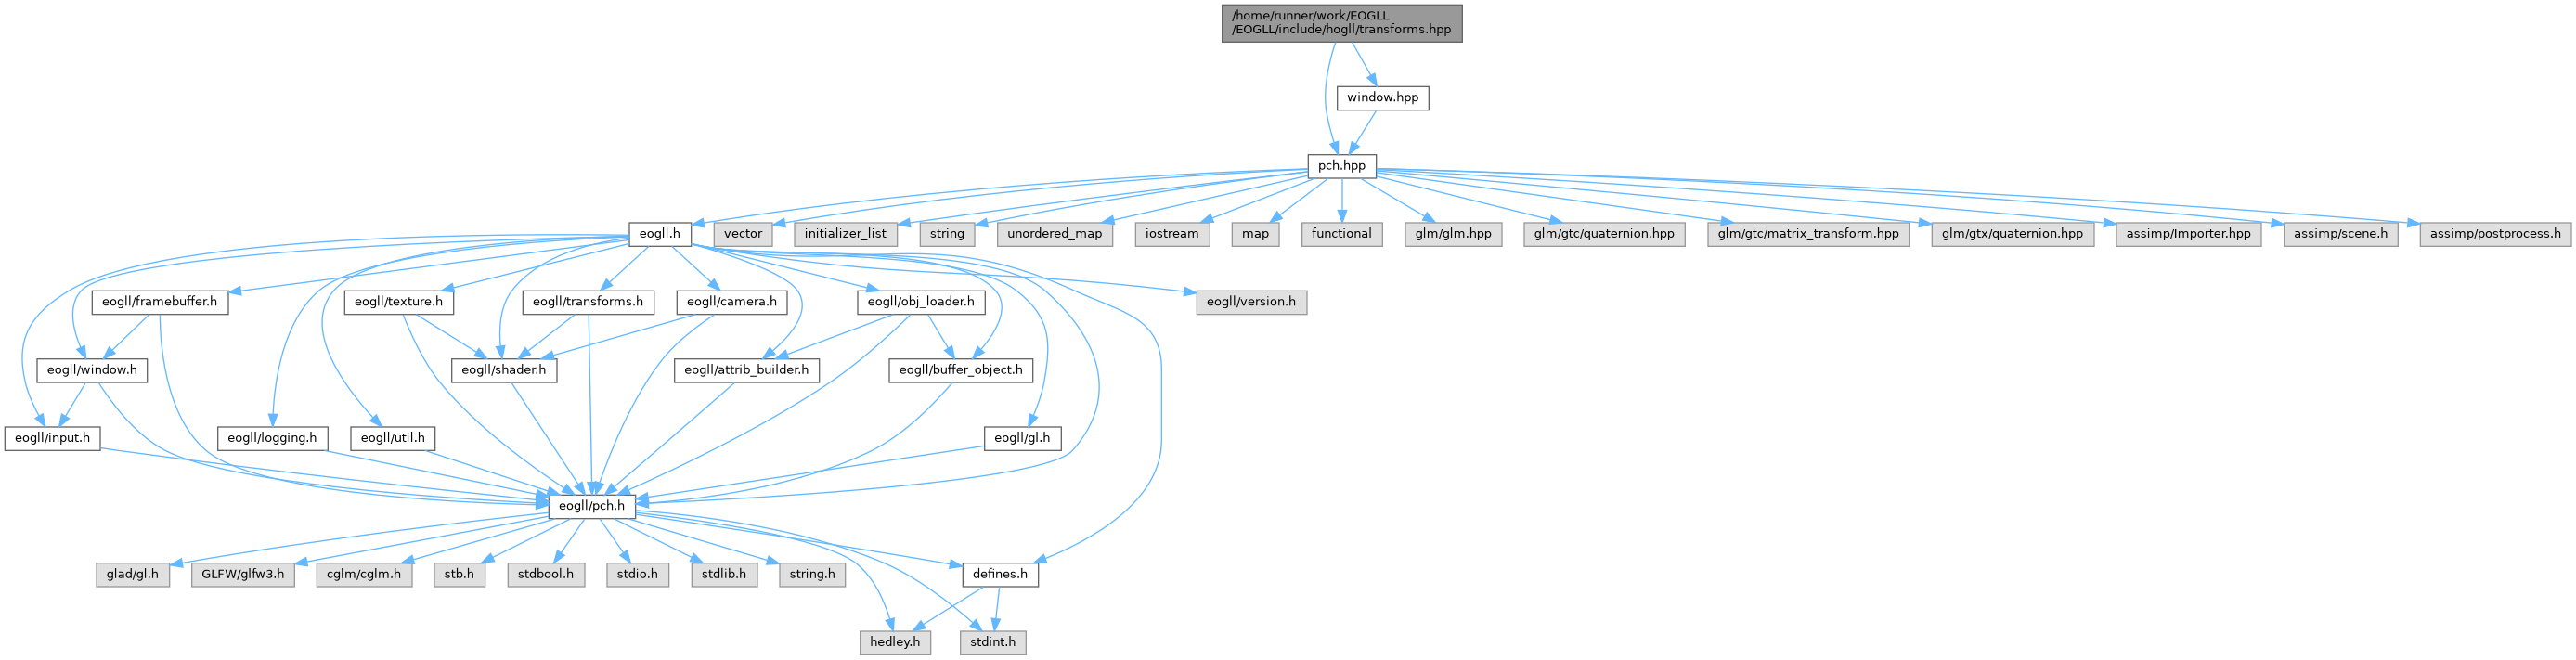 /home/runner/work/EOGLL
/EOGLL/include/hogll/transforms.hpp
window.hpp
pch.hpp
eogll.h
vector
initializer_list
string
unordered_map
iostream
map
functional
glm/glm.hpp
glm/gtc/quaternion.hpp
glm/gtc/matrix_transform.hpp
glm/gtx/quaternion.hpp
assimp/Importer.hpp
assimp/scene.h
assimp/postprocess.h
eogll/framebuffer.h
eogll/texture.h
eogll/transforms.h
eogll/camera.h
eogll/obj_loader.h
eogll/version.h
eogll/window.h
eogll/shader.h
eogll/attrib_builder.h
eogll/buffer_object.h
eogll/input.h
eogll/logging.h
eogll/util.h
eogll/gl.h
eogll/pch.h
glad/gl.h
GLFW/glfw3.h
cglm/cglm.h
stb.h
stdbool.h
stdio.h
stdlib.h
string.h
defines.h
hedley.h
stdint.h